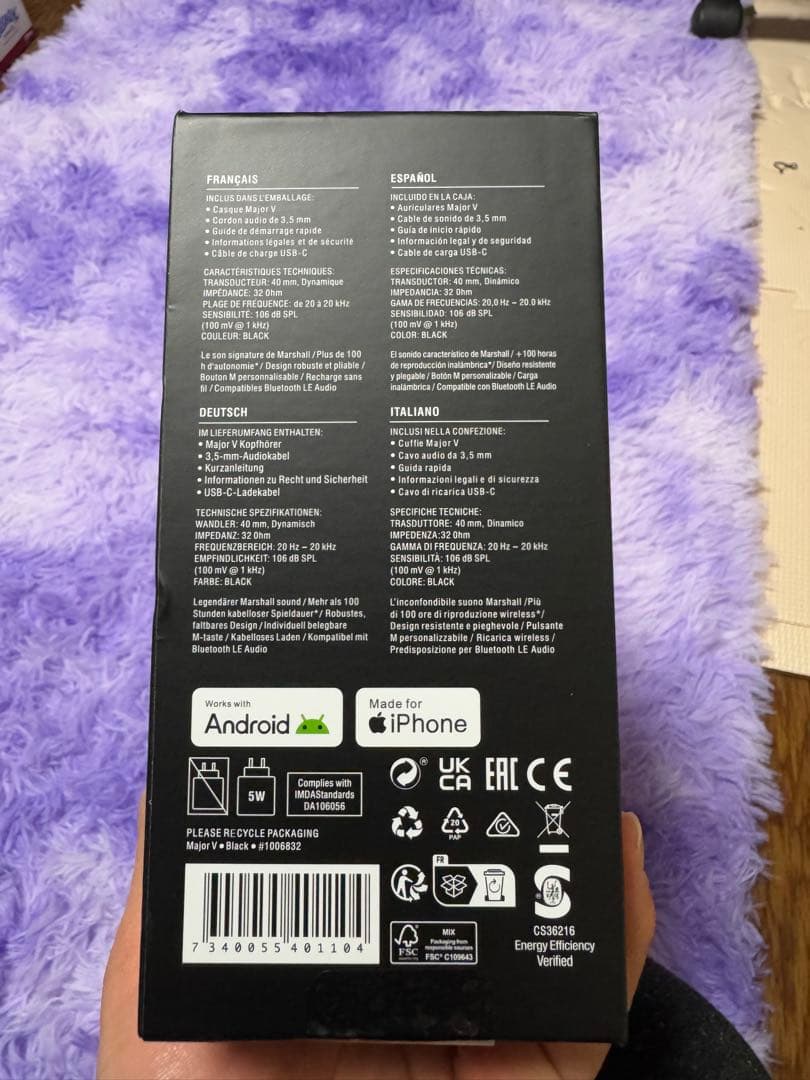 FRANÇAIS
INCLUS DANS L'EMBALLAGE:
• Casque Major V
• Cordon audio de 3,5 mm
• Guide de démarrage rapide
• Informations légales et de sécurité
• Câble de charge USB-C
CARACTÉRISTIQUES TECHNIQUES:
TRANSDUCTEUR: 40 mm, Dynamique
IMPÉDANCE: 32 Ohm
PLAGE DE FRÉQUENCE: de 20 à 20 kHz
SENSIBILITÉ: 106 dB SPL
(100 mV @ 1 kHz)
COULEUR: BLACK
Le son signature de Marshall / Plus de 100
h d'autonomie* / Design robuste et pliable /
Bouton M personnalisable / Recharge sans
fil / Compatibles Bluetooth LE Audio
ESPAÑOL
INCLUIDO EN LA CAJA:
• Auriculares Major V
• Cable de sonido de 3,5 mm
• Guía de inicio rápido
• Información legal y de seguridad
• Cable de carga USB-C
ESPECIFICACIONES TÉCNICAS:
TRANSDUCTOR: 40 mm, Dinámico
IMPEDANCIA: 32 Ohm
GAMA DE FRECUENCIAS: 20,0 Hz – 20.0 kHz
SENSIBILIDAD: 106 dB SPL
(100 mV @ 1 kHz)
COLOR: BLACK
El sonido característico de Marshall / +100 horas
de reproducción inalámbrica* / Diseño resistente
y plegable / Botón M personalizable / Carga
inalámbrica / Compatible con Bluetooth LE Audio
DEUTSCH
IM LIEFERUMFANG ENTHALTEN:
• Major V Kopfhörer
• 3,5-mm-Audiokabel
• Kurzanleitung
• Informationen zu Recht und Sicherheit
• USB-C-Ladekabel
TECHNISCHE SPEZIFIKATIONEN:
WANDLER: 40 mm, Dynamisch
IMPEDANZ: 32 Ohm
FREQUENZBEREICH: 20 Hz – 20 kHz
EMPFINDLICHKEIT: 106 dB SPL
(100 mV @ 1 kHz)
FARBE: BLACK
Legendärer Marshall sound / Mehr als 100
Stunden kabelloser Spieldauer* / Robustes,
faltbares Design / Individuell belegbare
M-taste / Kabelloses Laden / Kompatibel mit
Bluetooth LE Audio
ITALIANO
INCLUSI NELLA CONFEZIONE:
• Cuffie Major V
• Cavo audio da 3,5 mm
• Guida rapida
• Informazioni legali e di sicurezza
• Cavo di ricarica USB-C
SPECIFICHE TECNICHE:
TRASDUTTORE: 40 mm, Dinamico
IMPEDENZA:32 Ohm
GAMMA DI FREQUENZA: 20 Hz – 20 kHz
SENSIBILITÀ: 106 dB SPL
(100 mV @ 1 kHz)
COLORE: BLACK
L'inconfondibile suono Marshall /Più
di 100 ore di riproduzione wireless* /
Design resistente e pieghevole / Pulsante
M personalizzabile / Ricarica wireless /
Predisposizione per Bluetooth LE Audio
Works with
Android
Made for
iPhone
5W
Complies with
IMDAStandards
DA106056
UK
CA
EAC
CE
20
PAP
PLEASE RECYCLE PACKAGING
Major V • Black • #1006832
7 340055 401104
FR
FSC
MIX
Packaging from
responsible sources
FSC® C109643
CS36216
Energy Efficiency
Verified